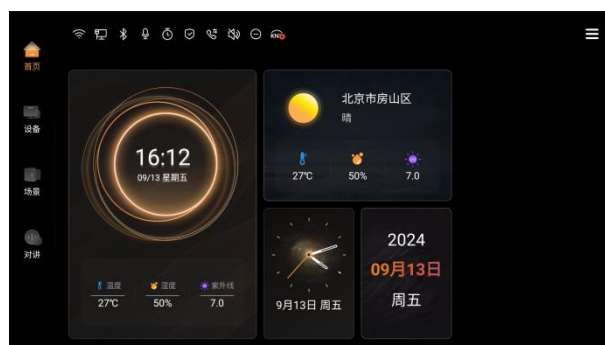 KNX
首页
设备
场景
对讲
16:12
09/13 星期五
温度
湿度
紫外线
27℃
50%
7.0
北京市房山区
晴
27℃
50%
7.0
9月13日 周五
2024
09月13日
周五